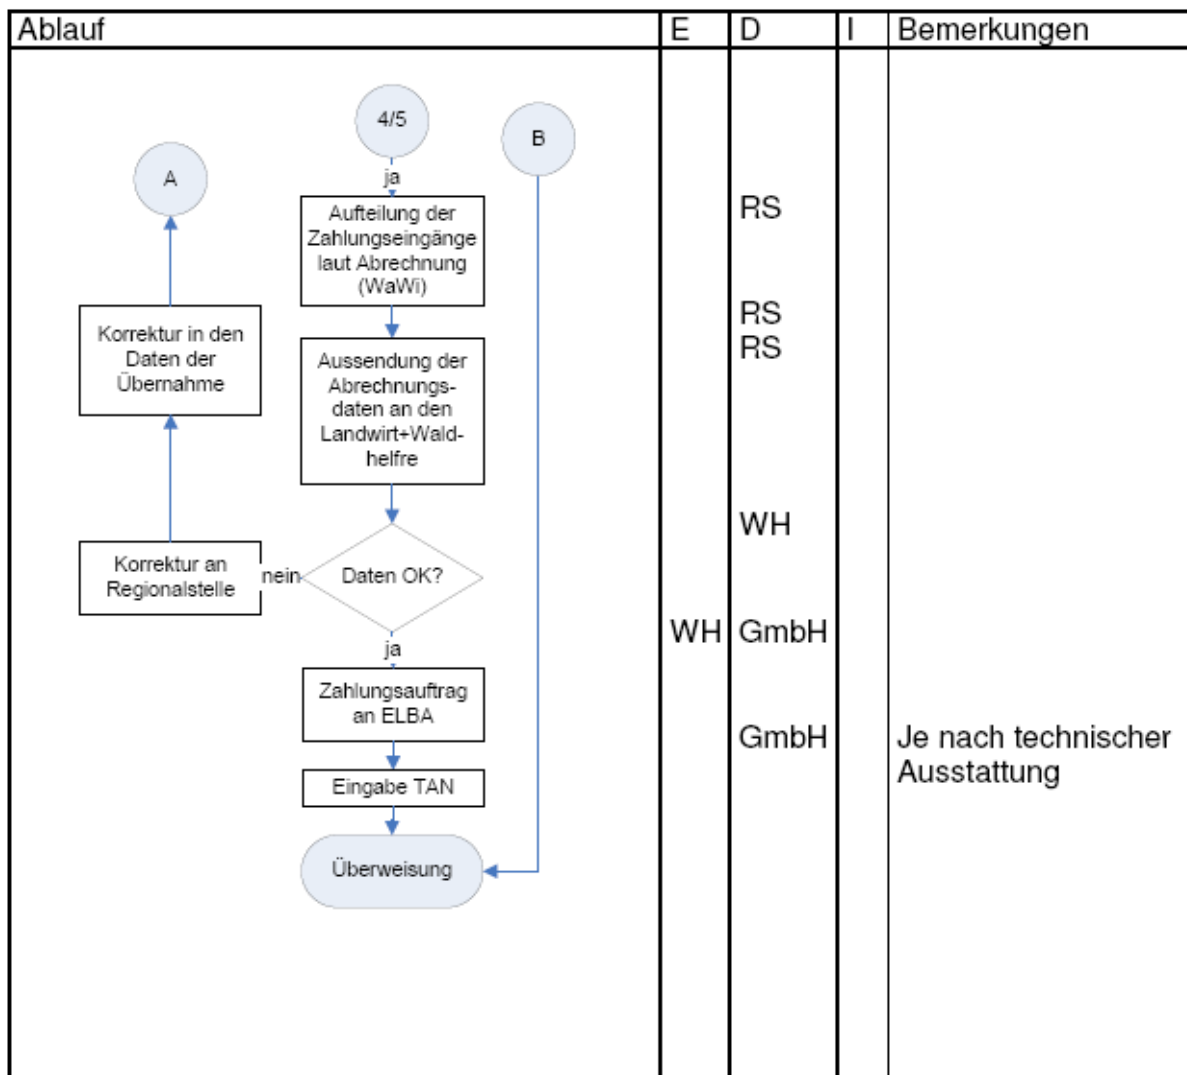 Ablauf
E
D
I
Bemerkungen
4/5
B
A
ja
Aufteilung der
Zahlungseingänge
laut Abrechnung
(WaWi)
RS
Korrektur in den
Daten der
Übernahme
RS
RS
Aussendung der
Abrechnungs-
daten an den
Landwirt+Wald-
helfre
WH
Korrektur an
Regionalstelle
nein
Daten OK?
ja
WH
GmbH
Zahlungsauftrag
an ELBA
GmbH
Je nach technischer
Ausstattung
Eingabe TAN
Überweisung